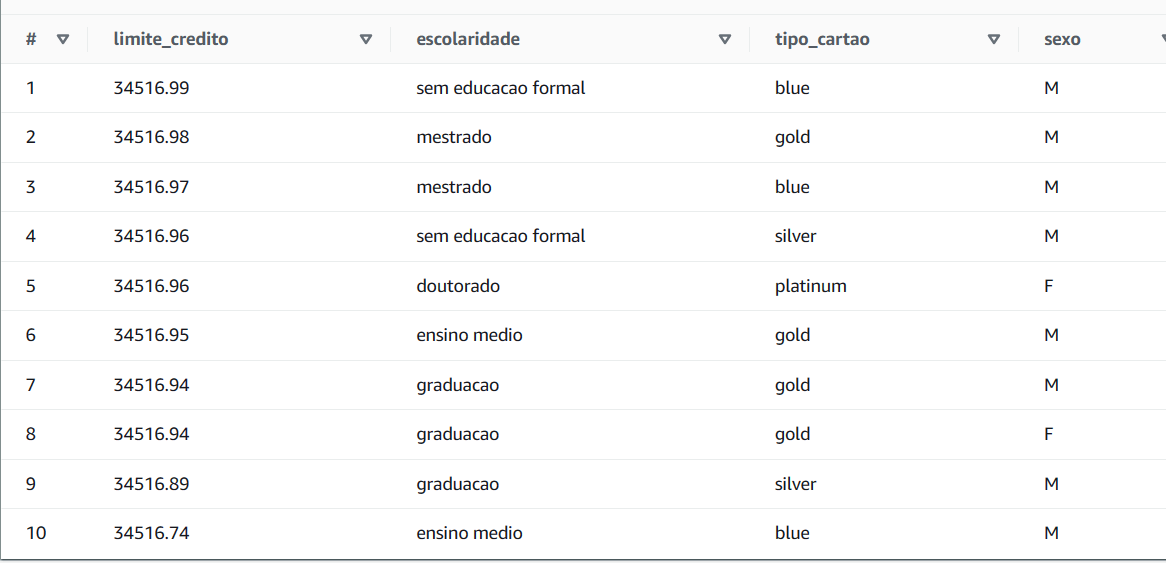 # limite_credito escolaridade tipo_cartao sexo
1 34516.99 sem educacao formal blue M
2 34516.98 mestrado gold M
3 34516.97 mestrado blue M
4 34516.96 sem educacao formal silver M
5 34516.96 doutorado platinum F
6 34516.95 ensino medio gold M
7 34516.94 graduacao gold M
8 34516.94 graduacao gold F
9 34516.89 graduacao silver M
10 34516.74 ensino medio blue M